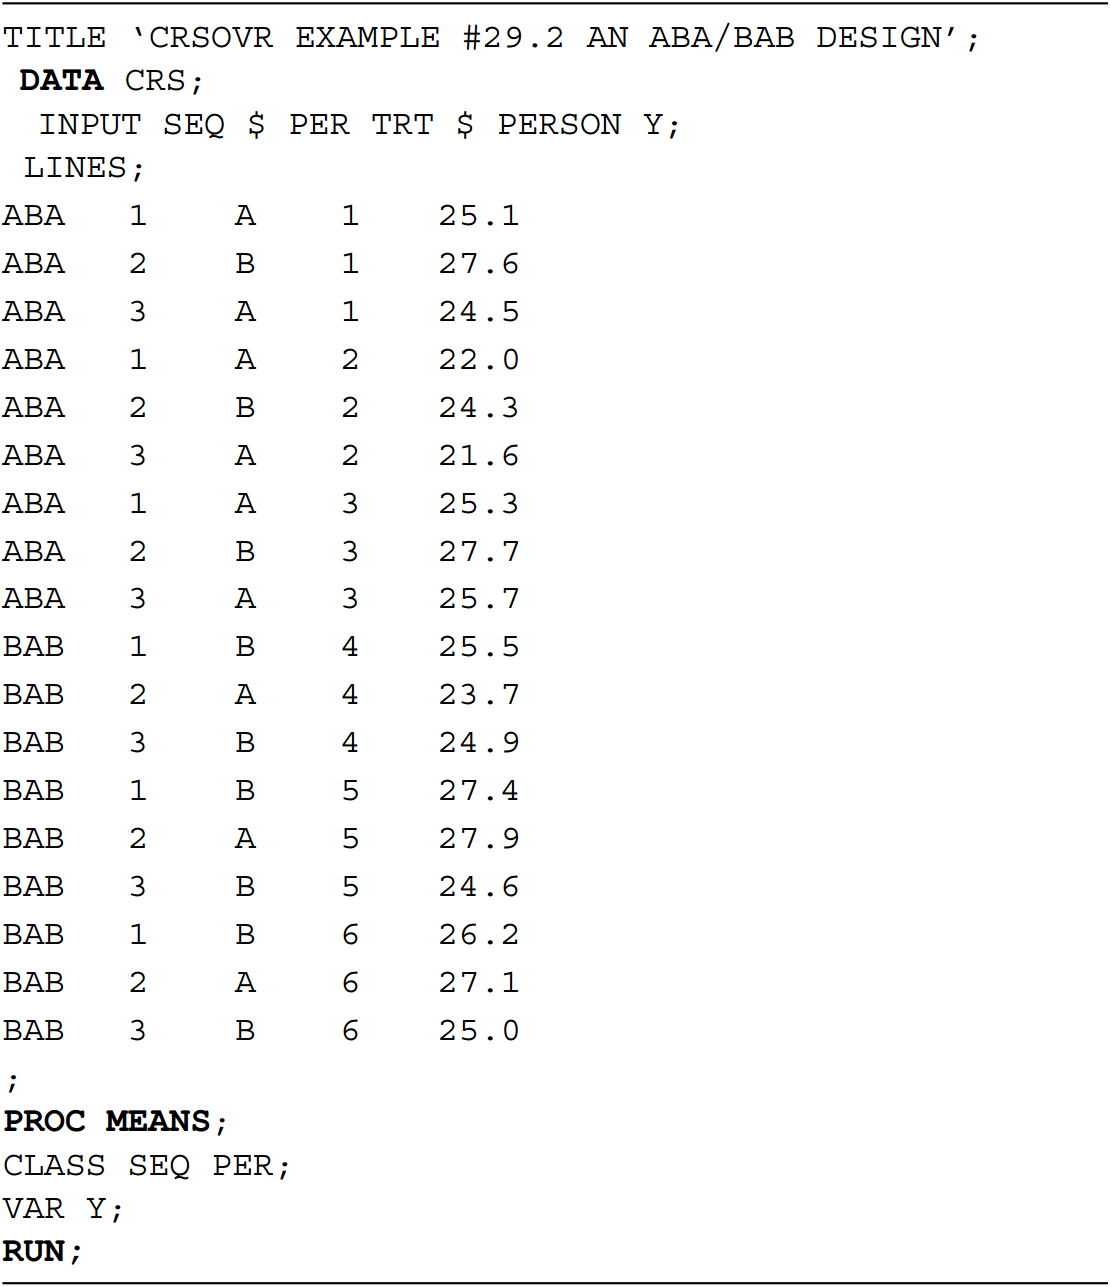 TITLE ‘CRSOVR EXAMPLE #29.2 AN ABA/BAB DESIGN’;
DATA CRS;
INPUT SEQ $ PER TRT $ PERSON Y;
LINES;
ABA 1 A 1 25.1
ABA 2 B 1 27.6
ABA 3 A 1 24.5
ABA 1 A 2 22.0
ABA 2 B 2 24.3
ABA 3 A 2 21.6
ABA 1 A 3 25.3
ABA 2 B 3 27.7
ABA 3 A 3 25.7
BAB 1 B 4 25.5
BAB 2 A 4 23.7
BAB 3 B 4 24.9
BAB 1 B 5 27.4
BAB 2 A 5 27.9
BAB 3 B 5 24.6
BAB 1 B 6 26.2
BAB 2 A 6 27.1
BAB 3 B 6 25.0
;
PROC MEANS;
CLASS SEQ PER;
VAR Y;
RUN;